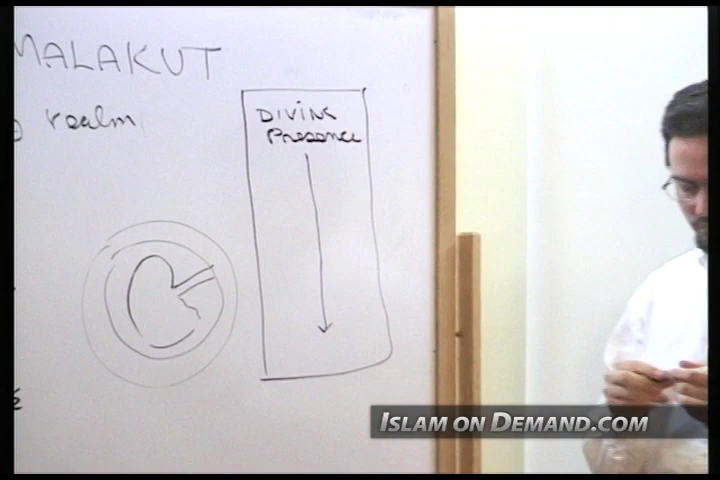 MALAKUT
realm
DIVINE
Presence
ISLAM ON DEMAND.COM